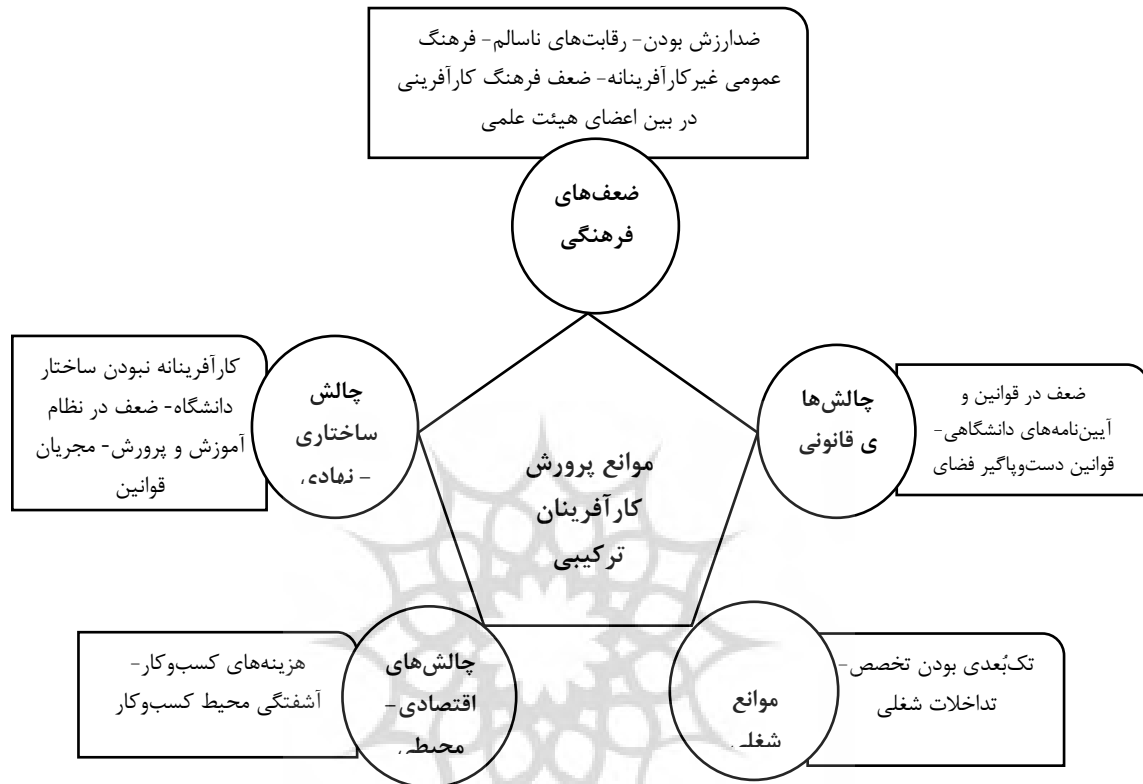 ضدارزش بودن- رقابت‌های ناسالم- فرهنگ
عمومی غیرکارآفرینانه- ضعف فرهنگ کارآفرینی
در بین اعضای هیئت علمی
ضعف‌های
فرهنگی
چالش‌ها
ی قانونی
ضعف در قوانین و
آیین‌نامه‌های دانشگاهی-
قوانین دست‌وپاگیر فضای
چالش
ساختاری
- نهادی
کارآفرینانه نبودن ساختار
دانشگاه- ضعف در نظام
آموزش و پرورش- مجریان
قوانین
موانع پرورش
کارآفرینان
ترکیبی
موانع
شغلی
تک‌بُعدی بودن تخصص-
تداخلات شغلی
چالش‌های
اقتصادی-
محیطی
هزینه‌های کسب‌وکار-
آشفتگی محیط کسب‌وکار